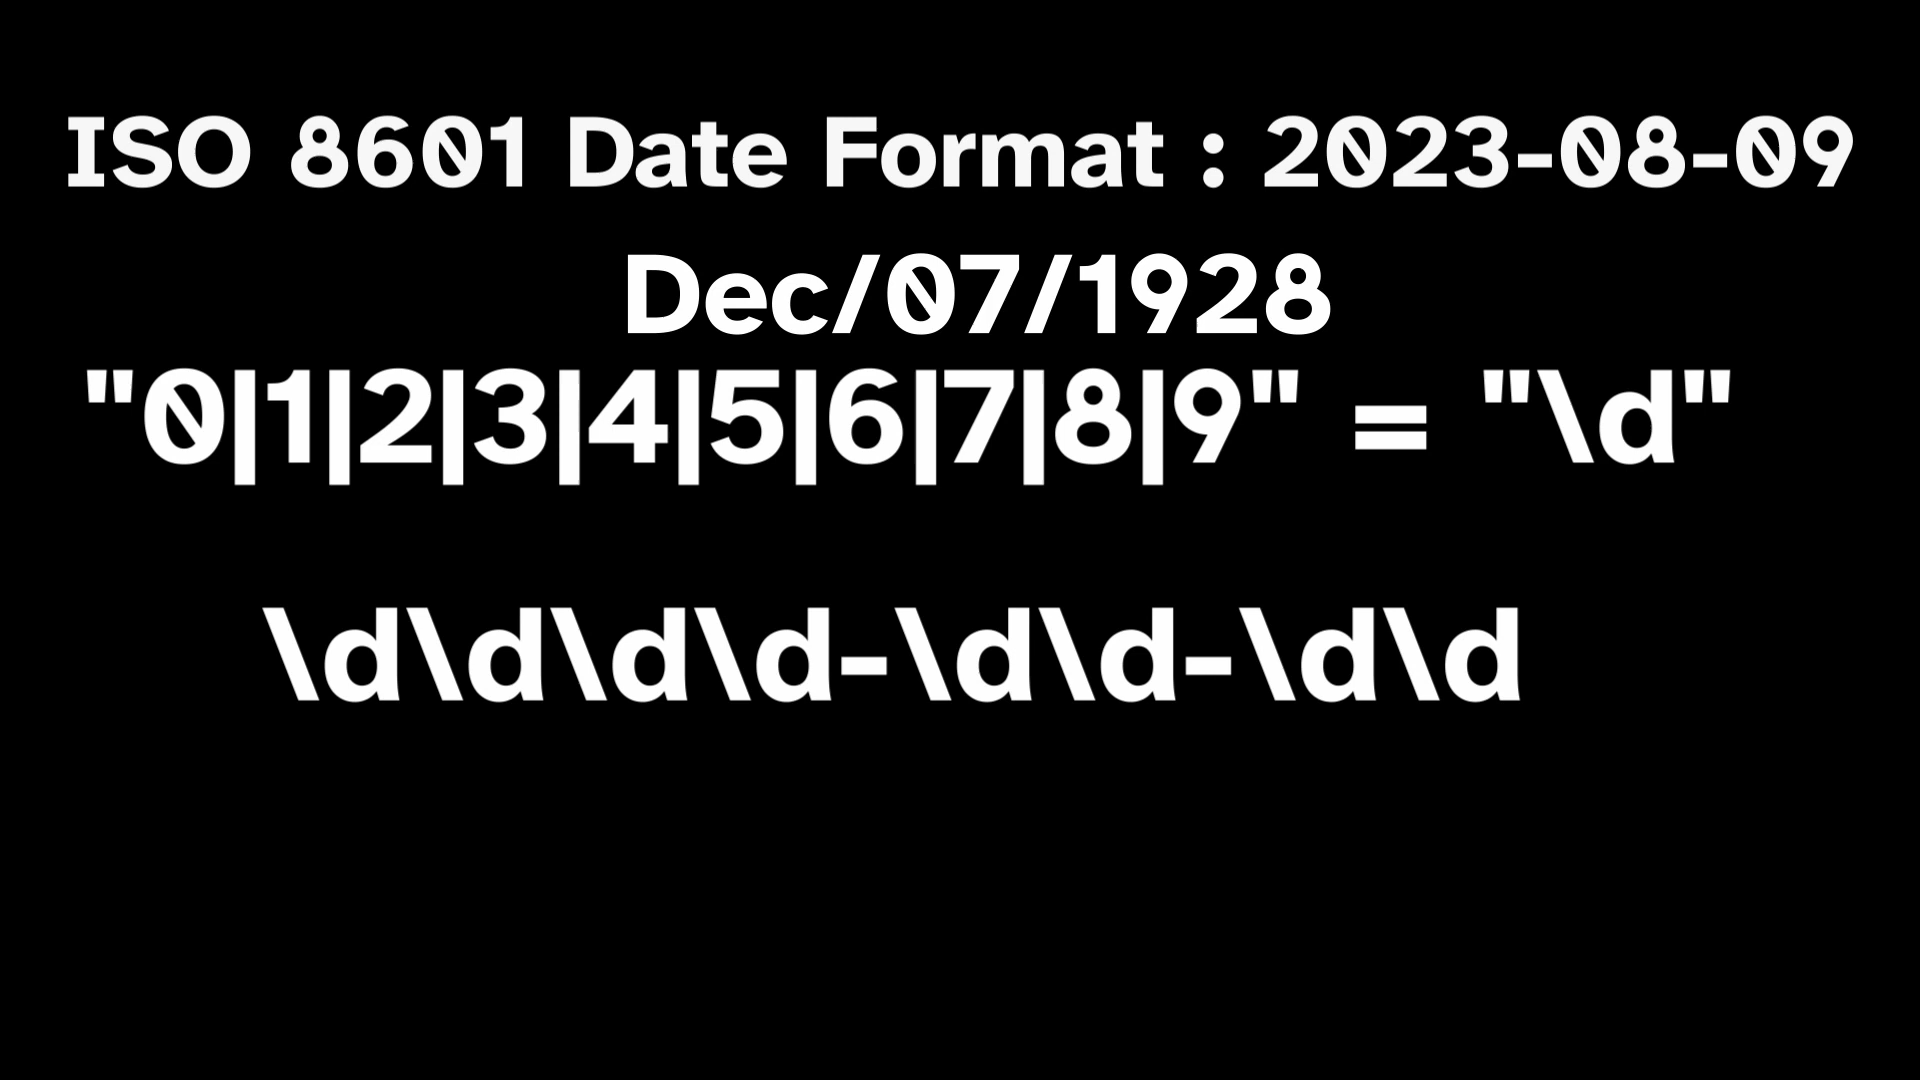 ISO 8601 Date Format : 2023-08-09
Dec/07/1928
"0|1|2|3|4|5|6|7|8|9" = "\d"
\d\d\d\d-\d\d-\d\d